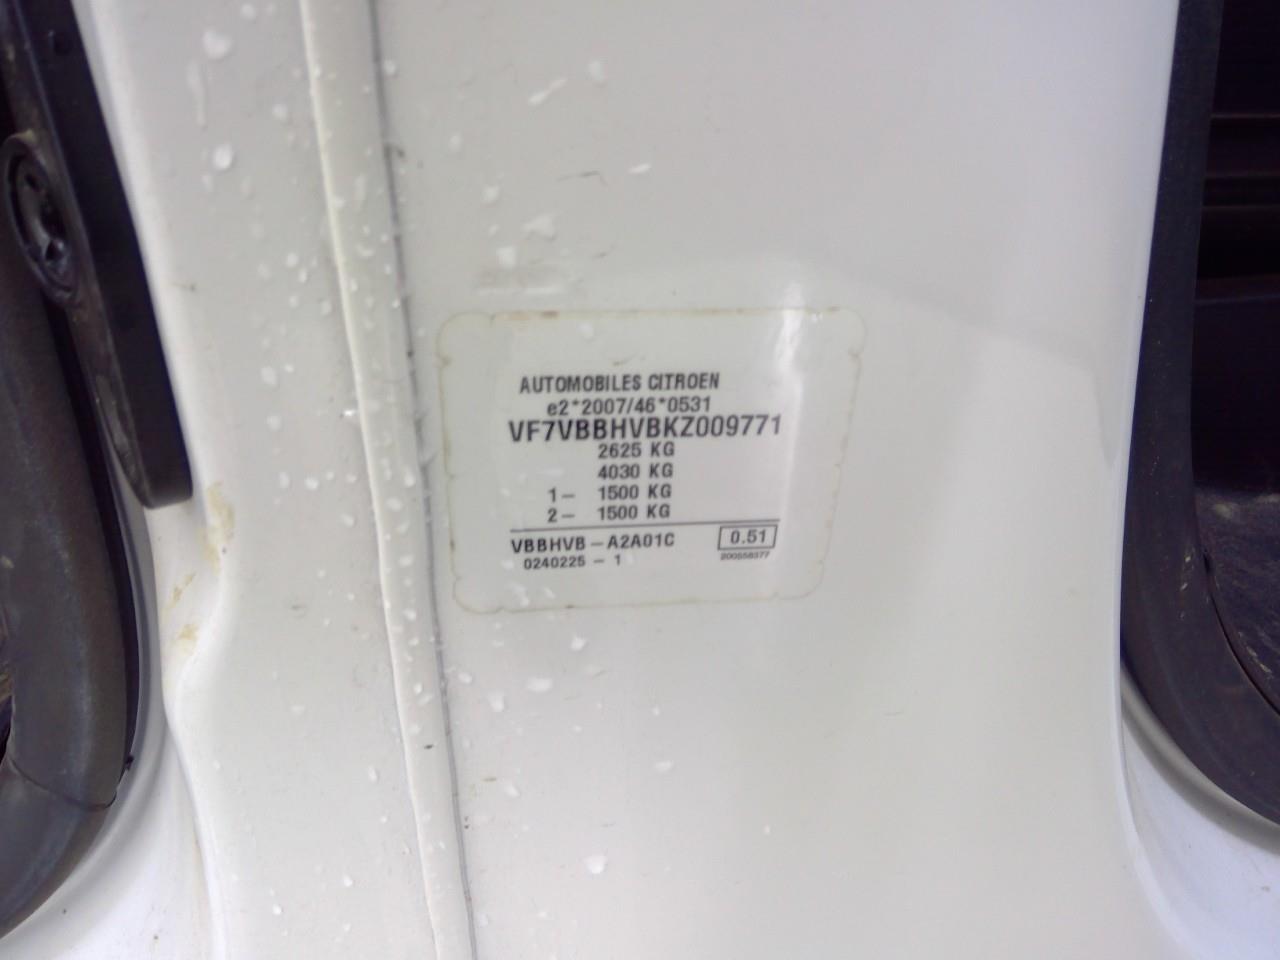 AUTOMOBILES CITROEN
e2*2007/46*0531
VF7VBBHVBKZ009771
2625 KG
4030 KG
1- 1500 KG
2- 1500 KG
VBBHVB-A2A01C 0.51
0240225-1 200558377